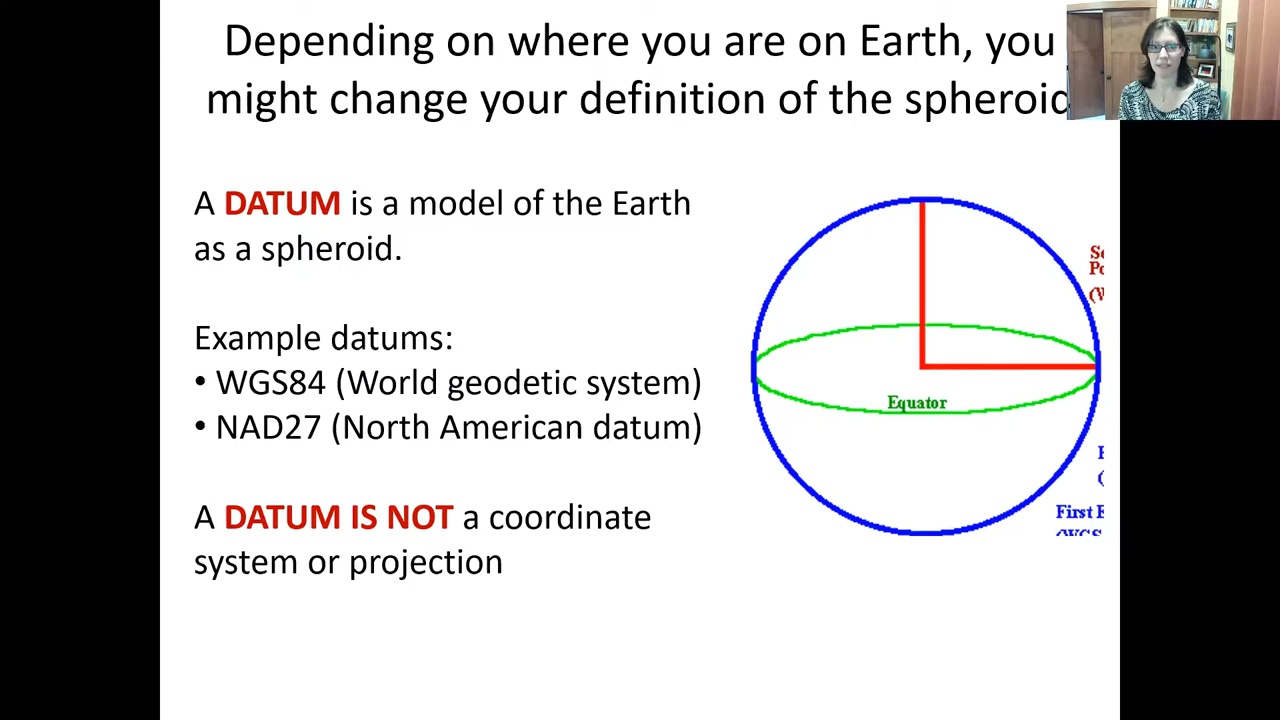 Depending on where you are on Earth, you
might change your definition of the spheroid
A DATUM is a model of the Earth
as a spheroid.
Example datums:
• WGS84 (World geodetic system)
• NAD27 (North American datum)
A DATUM IS NOT a coordinate
system or projection
Equator
First